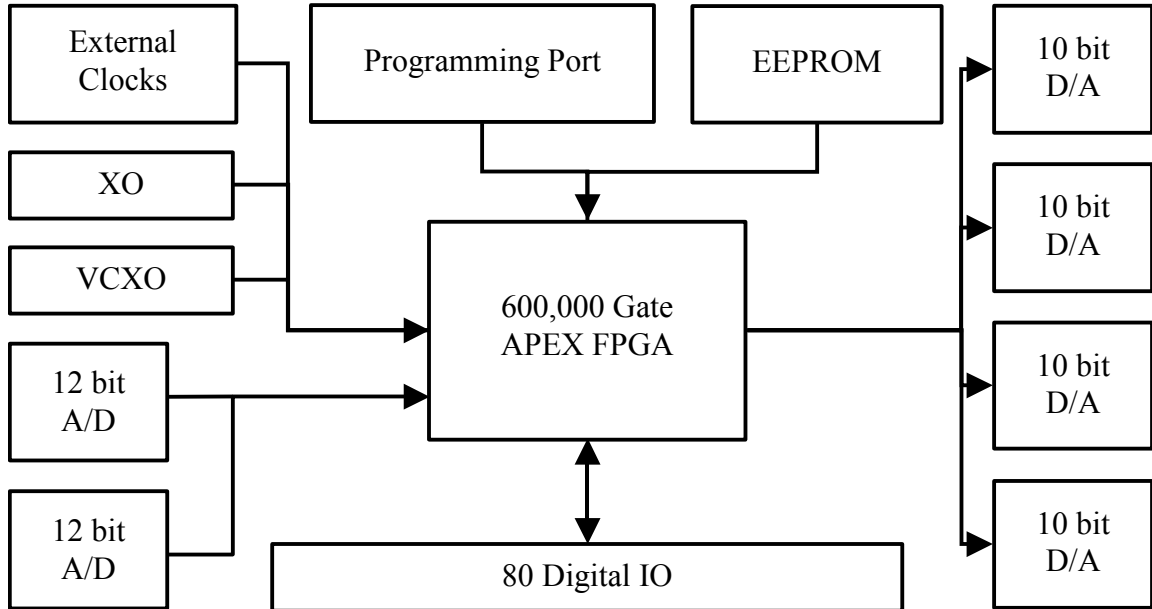 External
Clocks
Programming Port
EEPROM
10 bit
D/A
XO
10 bit
D/A
VCXO
600,000 Gate
APEX FPGA
12 bit
A/D
10 bit
D/A
12 bit
A/D
80 Digital IO
10 bit
D/A